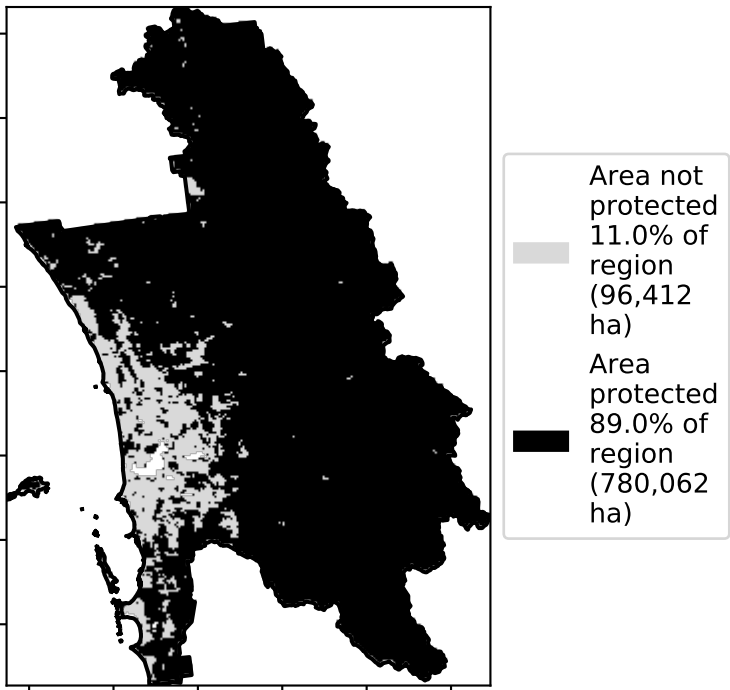 Area not
protected
11.0% of
region
(96,412
ha)
Area
protected
89.0% of
region
(780,062
ha)